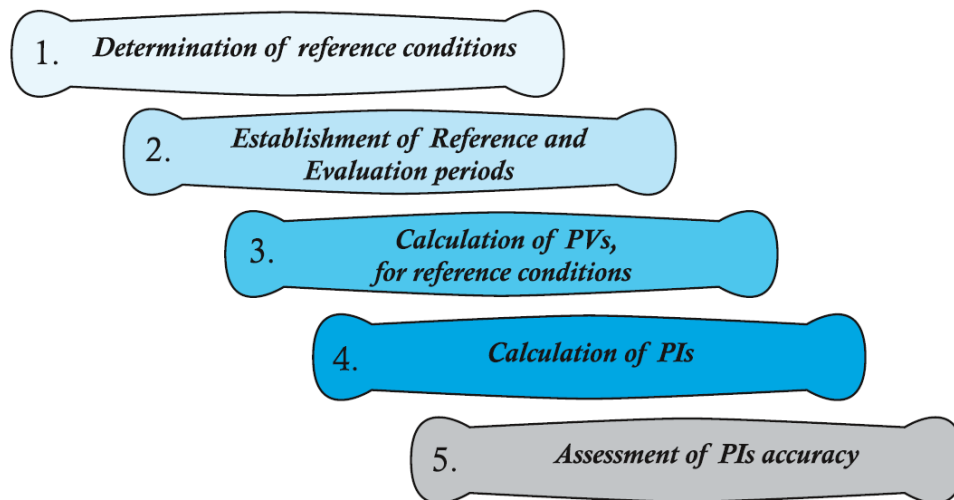 1. Determination of reference conditions
2. Establishment of Reference and
Evaluation periods
3. Calculation of PVs,
for reference conditions
4. Calculation of PIs
5. Assessment of PIs accuracy